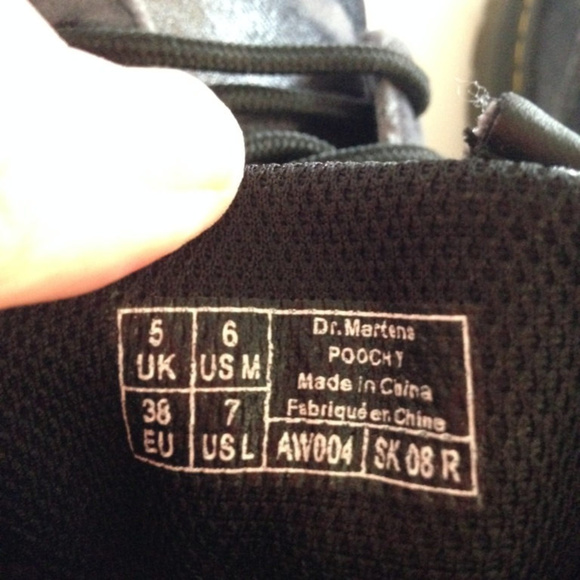 5
UK
6
US M
38
EU
7
US L
Dr. Martens
POOCHY
Made in China
Fabriqué en Chine
AW004
SK 08 R